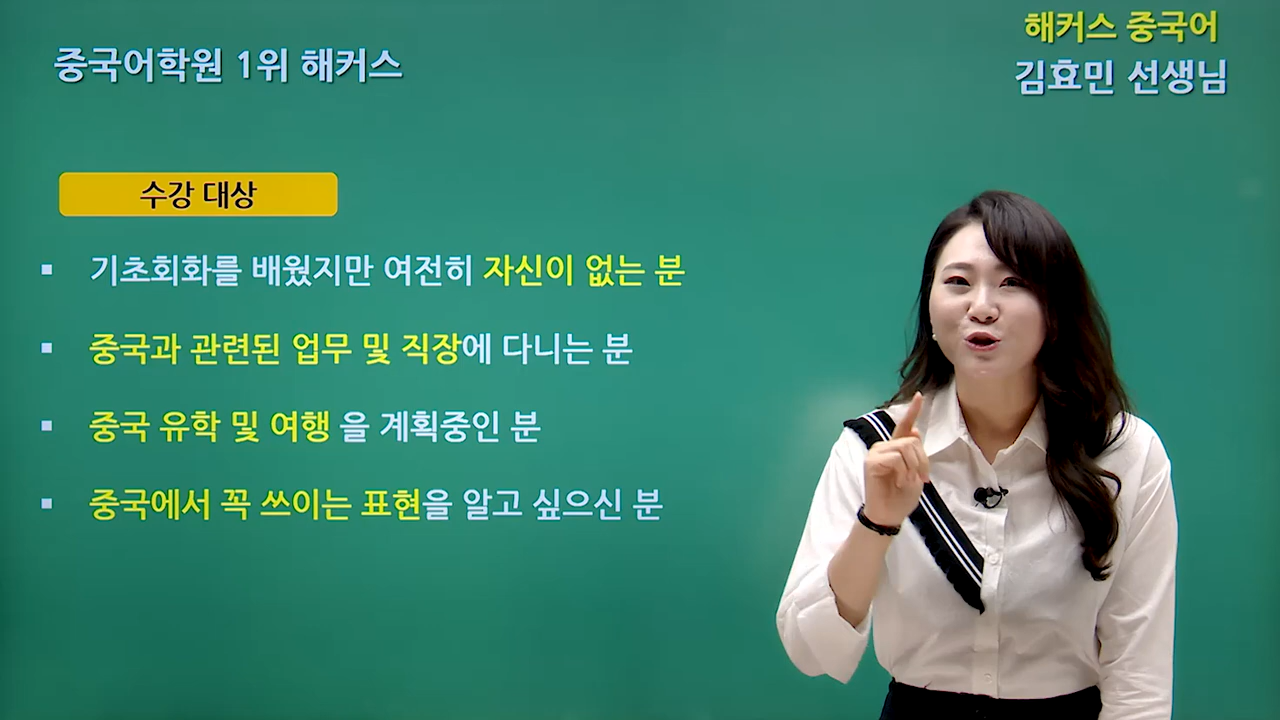 중국어학원 1위 해커스
해커스 중국어
김효민 선생님
수강 대상
▪ 기초회화를 배웠지만 여전히 자신이 없는 분
▪ 중국과 관련된 업무 및 직장에 다니는 분
▪ 중국 유학 및 여행 을 계획중인 분
▪ 중국에서 꼭 쓰이는 표현을 알고 싶으신 분